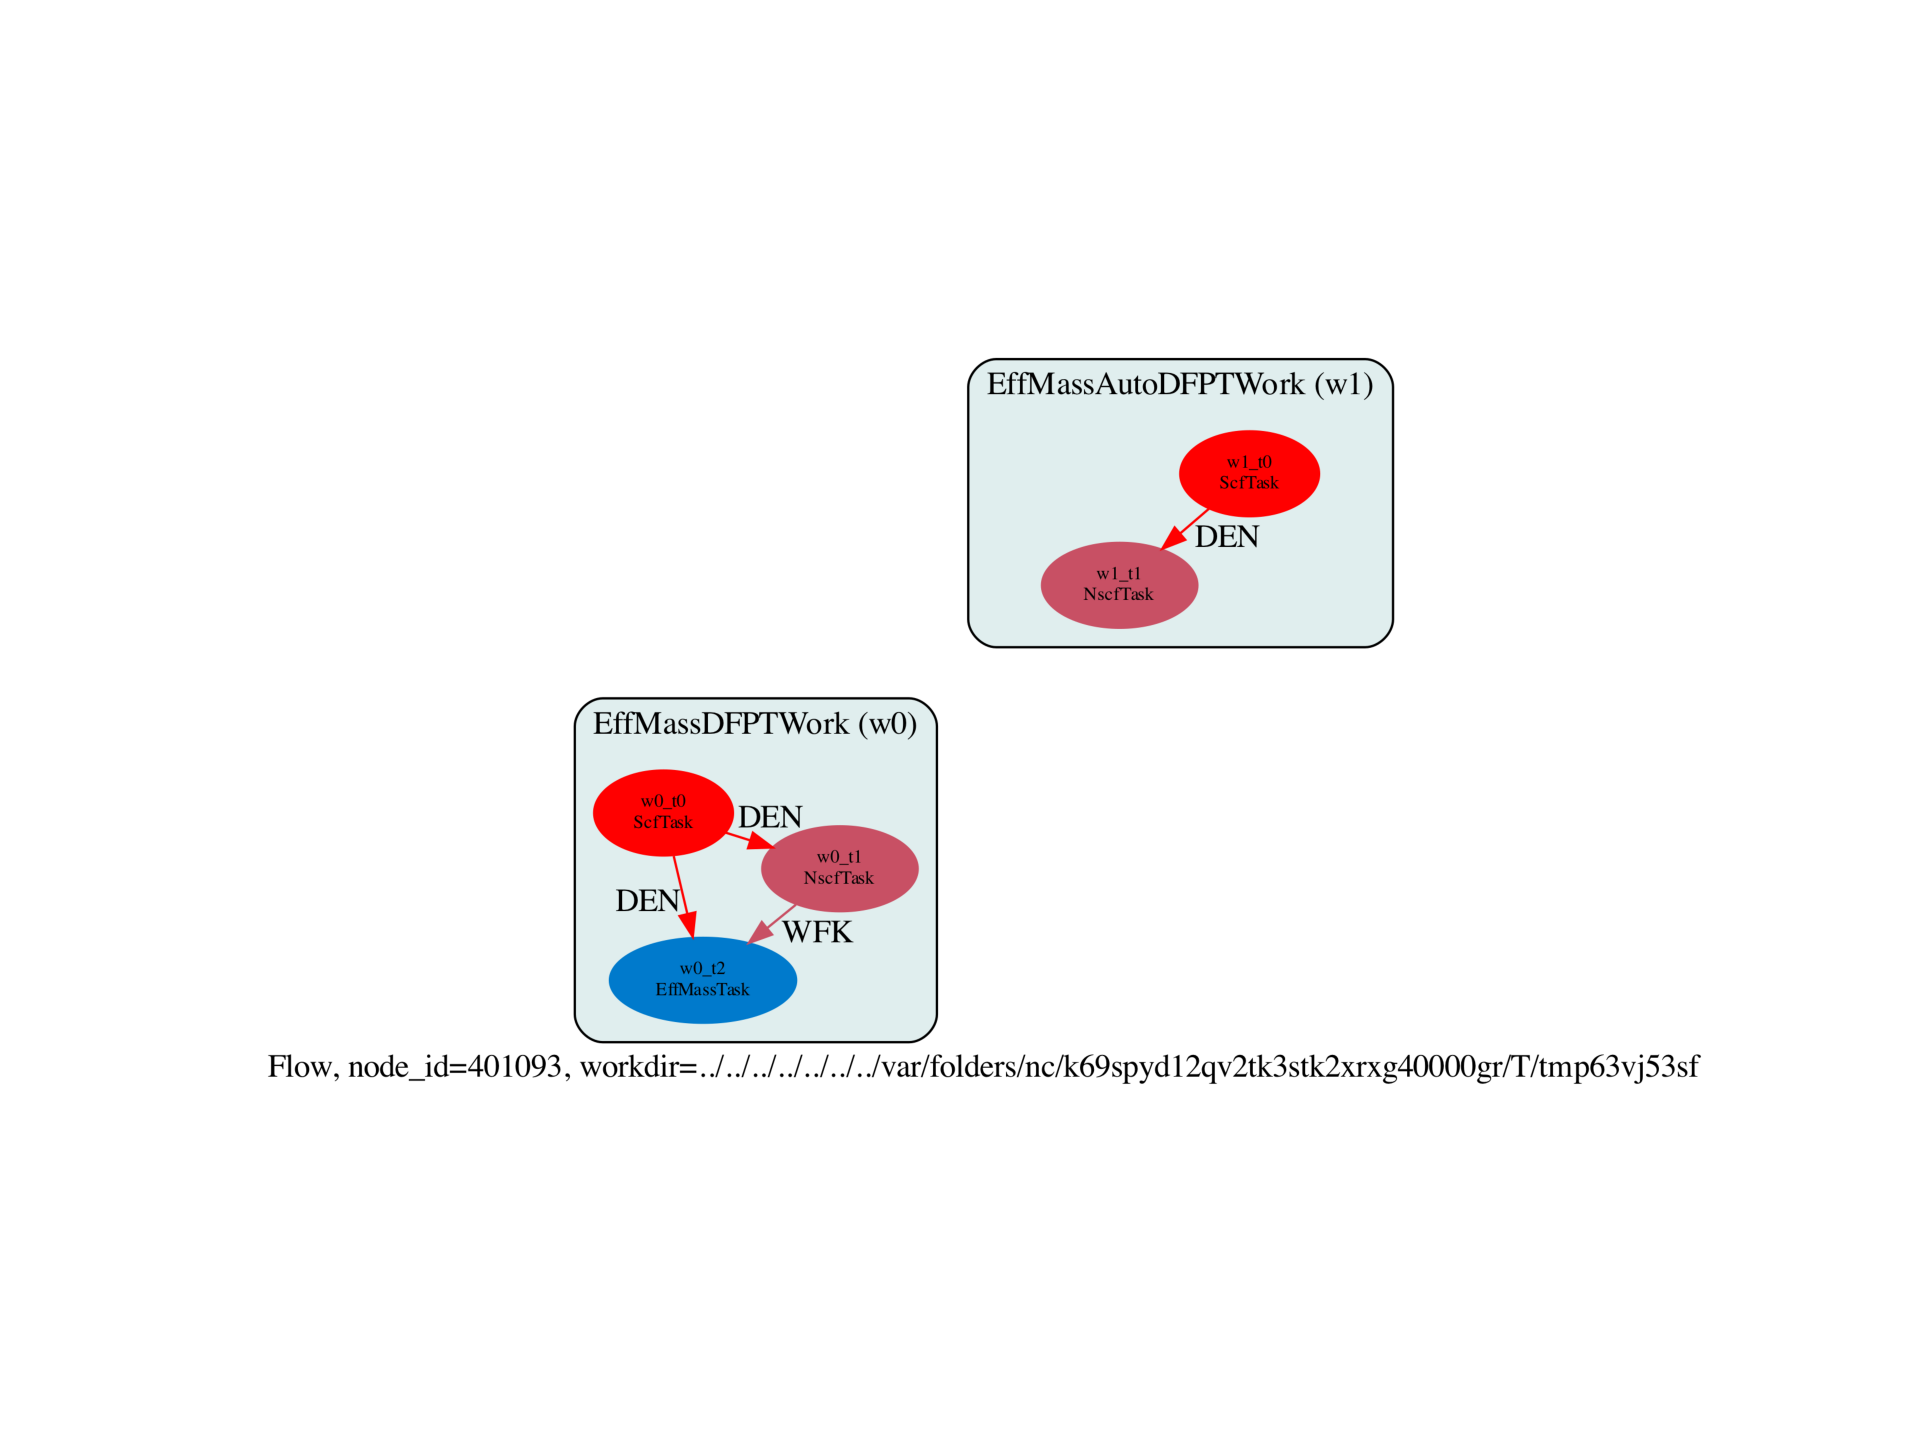 EffMassAutoDFPTWork (w1)
w1_t0
ScfTask
DEN
w1_t1
NscfTask
EffMassDFPTWork (w0)
w0_t0
ScfTask
DEN
w0_t1
NscfTask
DEN
WFK
w0_t2
EffMassTask
Flow, node_id=401093, workdir=../../../../../../../var/folders/nc/k69spyd12qv2tk3stk2xrxg40000gr/T/tmp63vj53sf